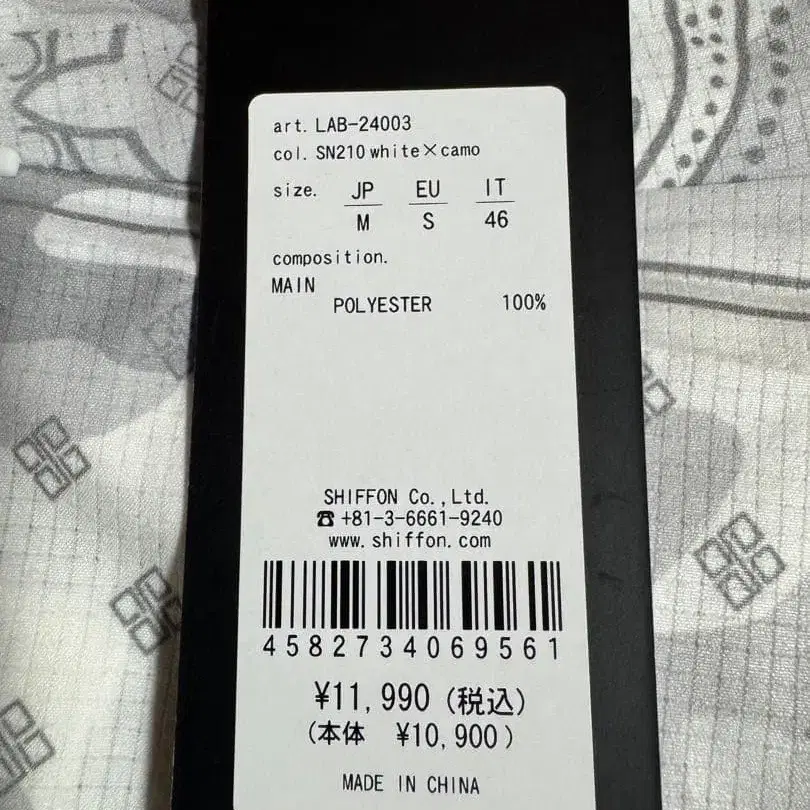 art. LAB-24003
col. SN210 white×camo
size. JP EU IT
M S 46
composition.
MAIN
POLYESTER 100%
SHIFFON Co.,Ltd.
☎ +81-3-6661-9240
www.shiffon.com
4582734069561
¥11,990 (税込)
(本体 ¥10,900)
MADE IN CHINA